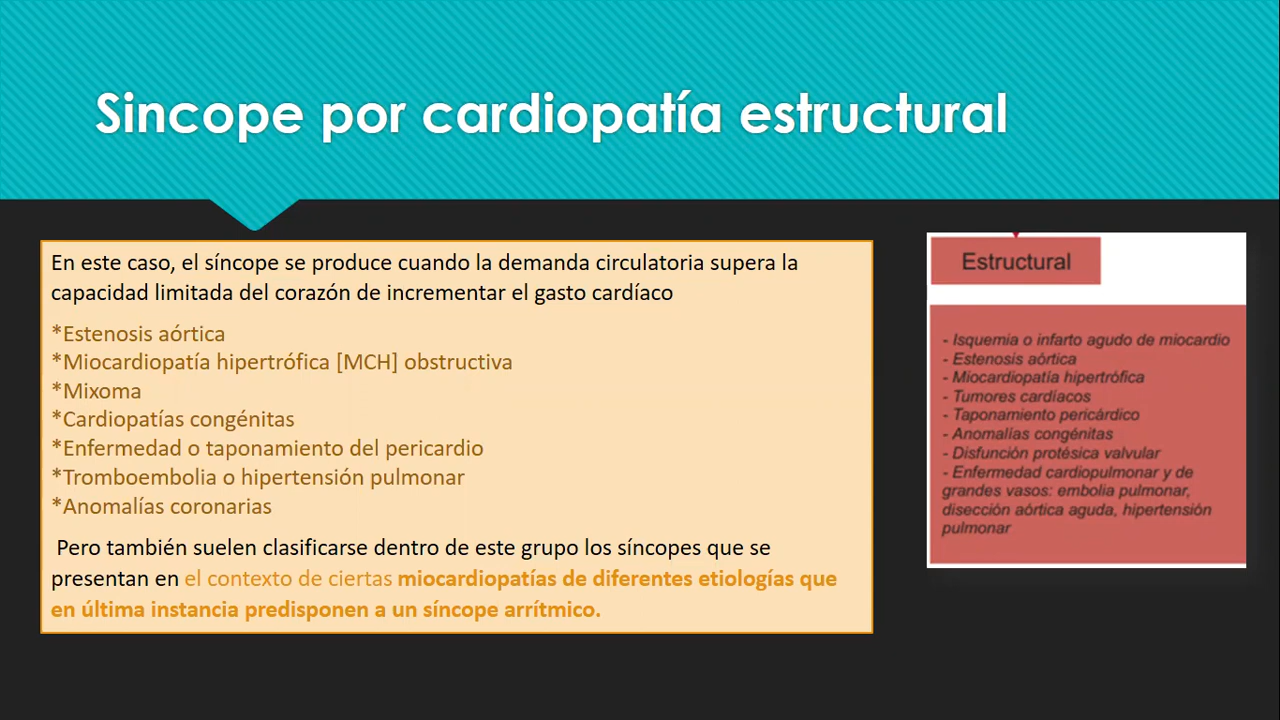 Sincope por cardiopatía estructural
En este caso, el síncope se produce cuando la demanda circulatoria supera la
capacidad limitada del corazón de incrementar el gasto cardíaco
*Estenosis aórtica
*Miocardiopatía hipertrófica [MCH] obstructiva
*Mixoma
*Cardiopatías congénitas
*Enfermedad o taponamiento del pericardio
*Tromboembolia o hipertensión pulmonar
*Anomalías coronarias
Pero también suelen clasificarse dentro de este grupo los síncopes que se
presentan en el contexto de ciertas miocardiopatías de diferentes etiologías que
en última instancia predisponen a un síncope arrítmico.
Estructural
- Isquemia o infarto agudo de miocardio
- Estenosis aórtica
- Miocardiopatía hipertrófica
- Tumores cardíacos
- Taponamiento pericárdico
- Anomalías congénitas
- Disfunción protésica valvular
- Enfermedad cardiopulmonar y de
grandes vasos: embolia pulmonar,
disección aórtica aguda, hipertensión
pulmonar